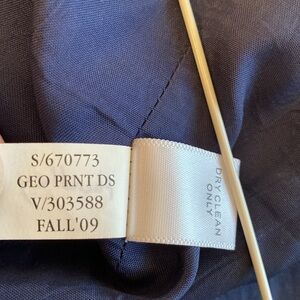 S/670773
GEO PRNT DS
V/303588
FALL'09
DRY CLEAN
ONLY